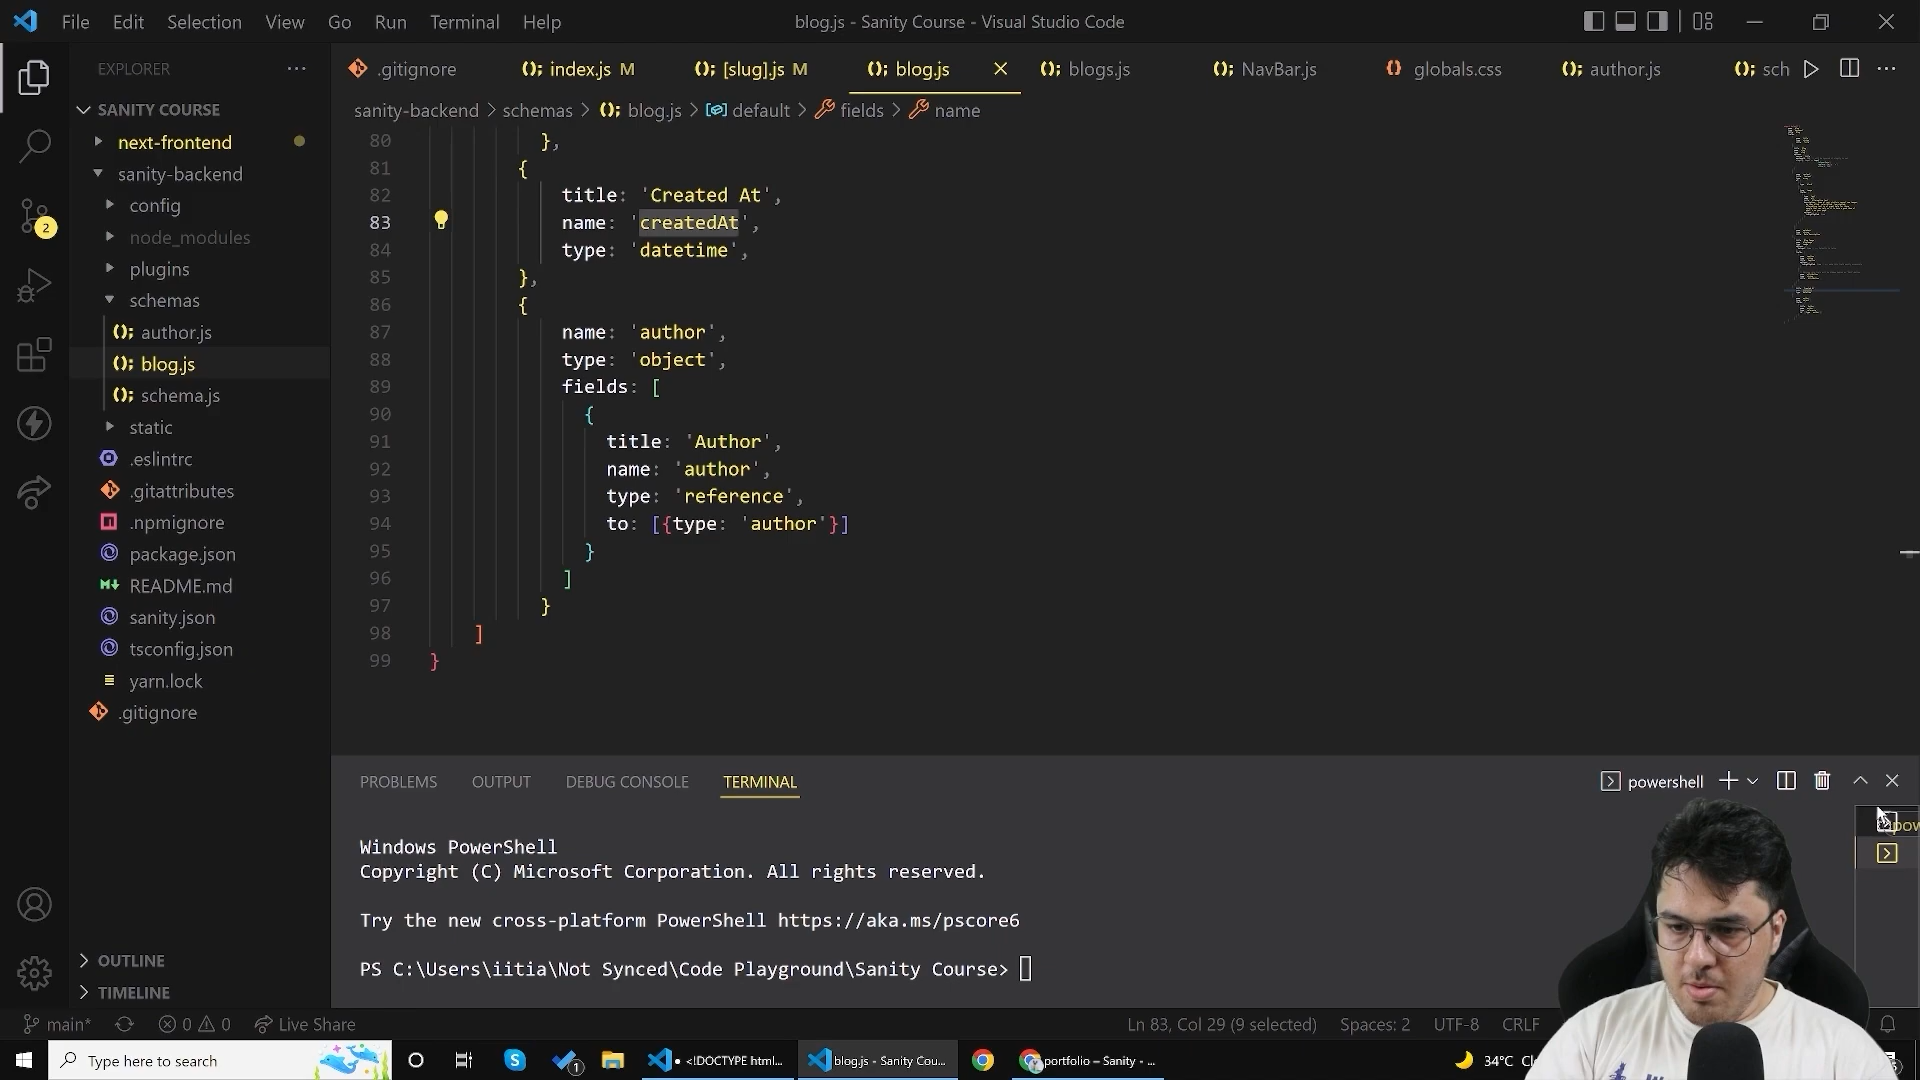 File Edit Selection View Go Run Terminal Help
blog.js - Sanity Course - Visual Studio Code
EXPLORER
.gitignore
index.js M
[slug].js M
blog.js
blogs.js
NavBar.js
globals.css
author.js
sch
SANITY COURSE
sanity-backend > schemas > blog.js > default > fields > name
next-frontend
sanity-backend
config
node_modules
plugins
schemas
author.js
blog.js
schema.js
static
.eslintrc
.gitattributes
.npmignore
package.json
README.md
sanity.json
tsconfig.json
yarn.lock
.gitignore
OUTLINE
TIMELINE
2
80 },
81 {
82 title: 'Created At',
83 name: 'createdAt',
84 type: 'datetime',
85 },
86 {
87 name: 'author',
88 type: 'object',
89 fields: [
90 {
91 title: 'Author',
92 name: 'author',
93 type: 'reference',
94 to: [{type: 'author'}]
95 }
96 ]
97 }
98 ]
99 }
PROBLEMS OUTPUT DEBUG CONSOLE TERMINAL
powershell
pow
Windows PowerShell
Copyright (C) Microsoft Corporation. All rights reserved.
Try the new cross-platform PowerShell https://aka.ms/pscore6
PS C:\Users\iitia\Not Synced\Code Playground\Sanity Course>
main* 0 0 Live Share
Ln 83, Col 29 (9 selected) Spaces: 2 UTF-8 CRLF
Type here to search
1
<!DOCTYPE html...
blog.js - Sanity Cou...
portfolio – Sanity - ...
34°C